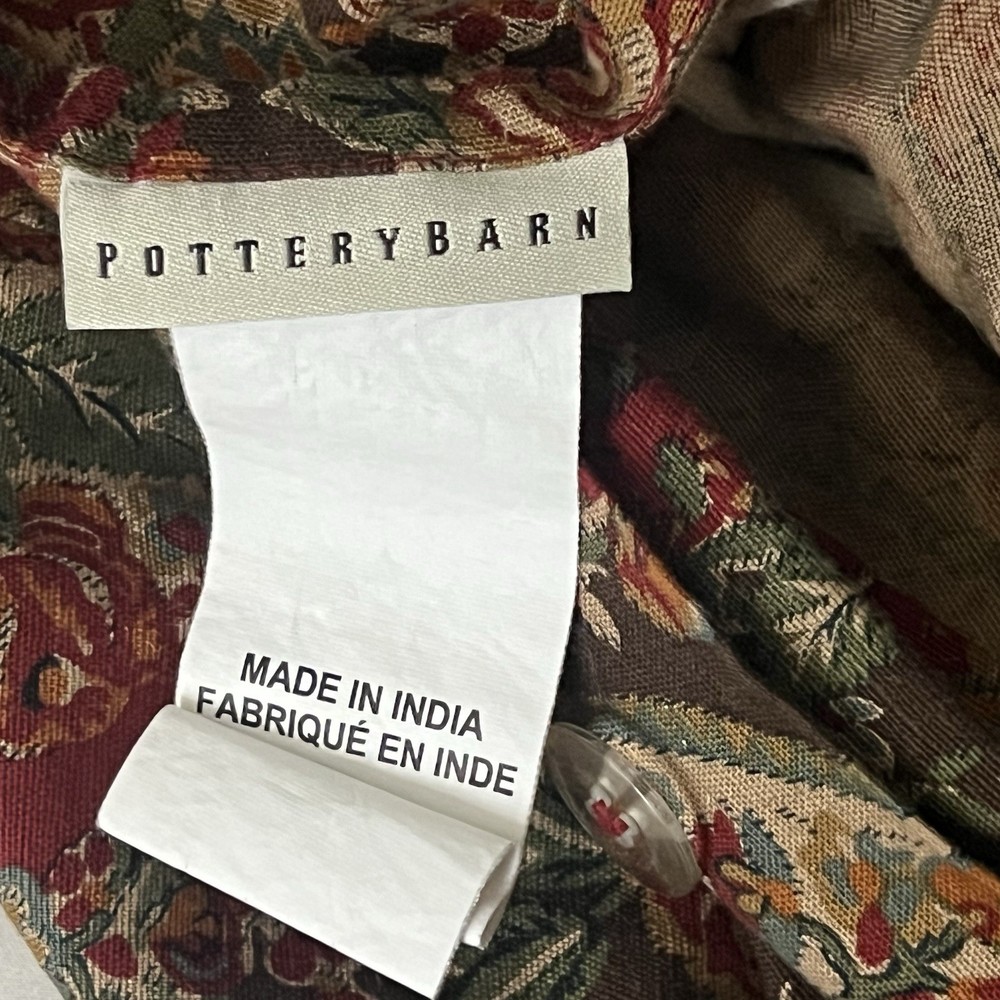 POTTERYBARN
MADE IN INDIA
FABRIQUÉ EN INDE